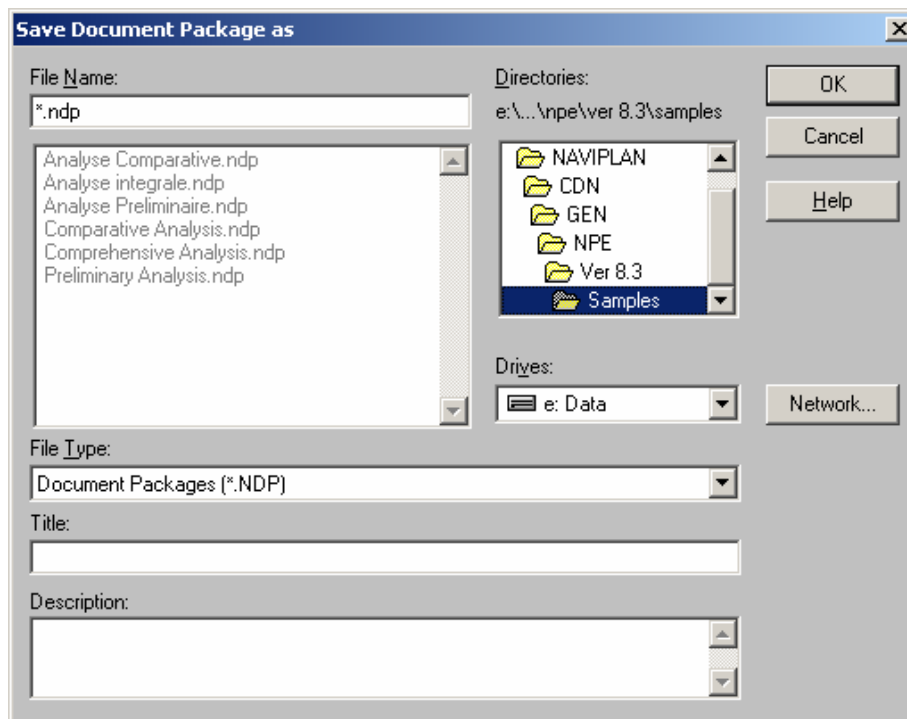 Save Document Package as
File Name:
*.ndp
Analyse Comparative.ndp
Analyse integrale.ndp
Analyse Preliminaire.ndp
Comparative Analysis.ndp
Comprehensive Analysis.ndp
Preliminary Analysis.ndp
Directories:
e:\...\npe\ver 8.3\samples
NAVIPLAN
CDN
GEN
NPE
Ver 8.3
Samples
Drives:
e: Data
OK
Cancel
Help
Network...
File Type:
Document Packages (*.NDP)
Title:
Description: